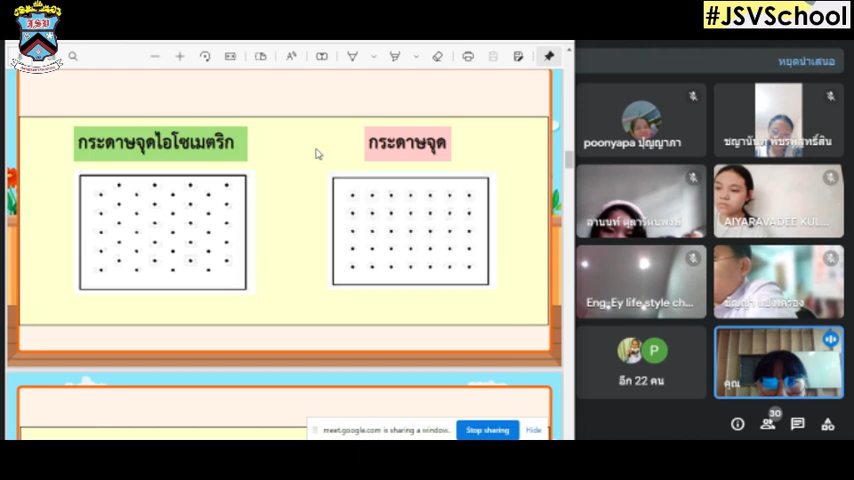 JSV
#JSVSchool
หยุดนำเสนอ
กระดาษจุดไอโซเมตริก
กระดาษจุด
poonyapa ปุญญาภา
AIYARAVADEE KUL...
Eng-Ey life style ch...
P
อีก 22 คน
คุณ
30
meet.google.com is sharing a window.
Stop sharing
Hide